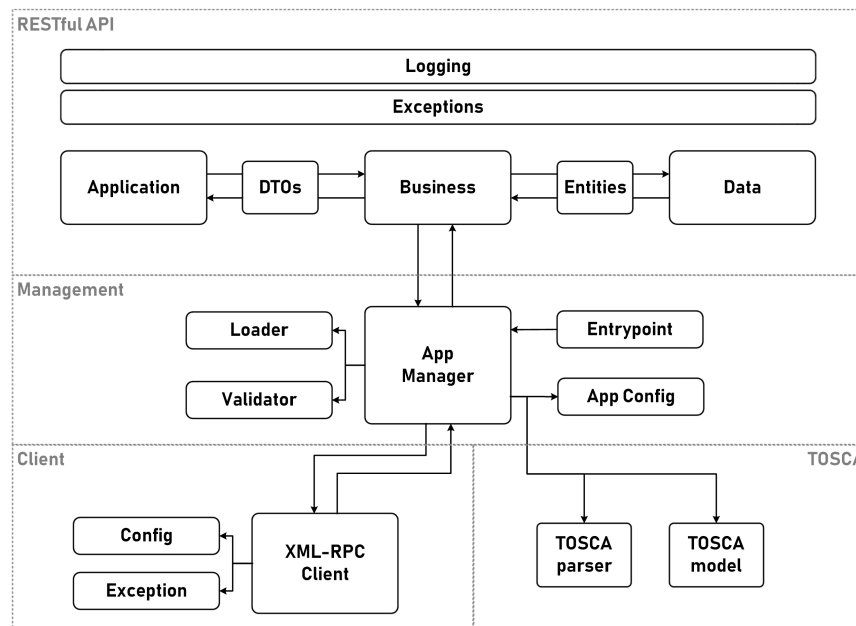 RESTful API
Logging
Exceptions
Application
DTOs
Business
Entities
Data
Management
Loader
App
Manager
Entrypoint
Validator
App Config
Client
TOSCA
Config
XML-RPC
Client
Exception
TOSCA
parser
TOSCA
model